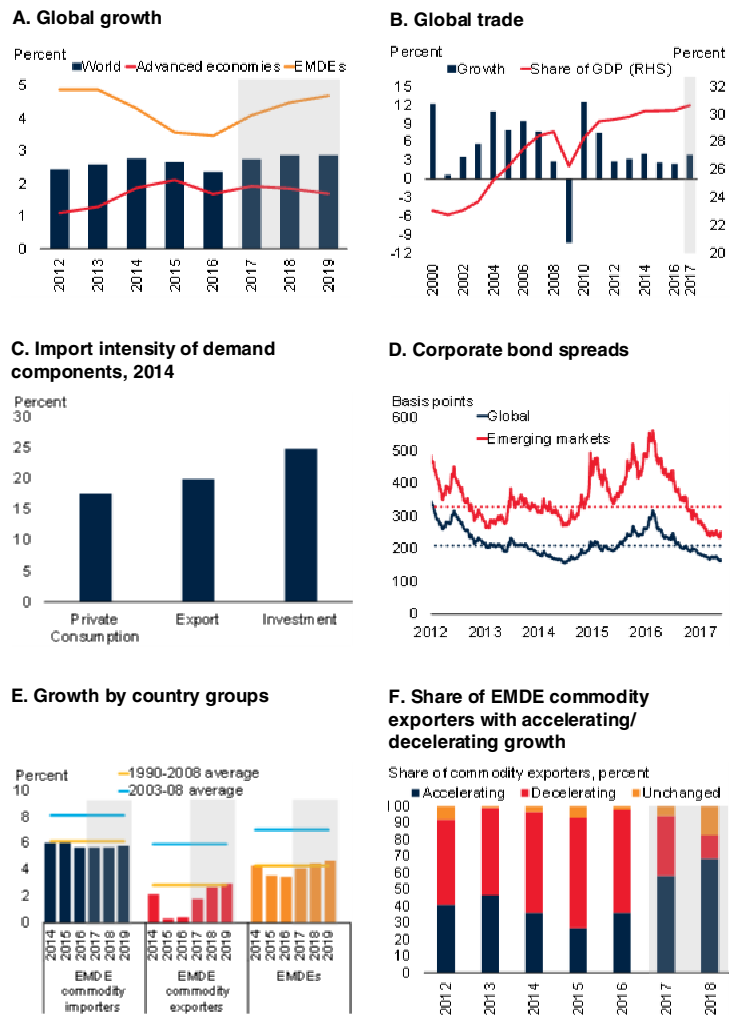 A. Global growth
Percent
World Advanced economies EMDEs
5
4
3
2
1
0
2012 2013 2014 2015 2016 2017 2018 2019
B. Global trade
Percent Percent
Growth Share of GDP (RHS)
15 32
12 30
9 28
6 26
3 24
0 22
-3 20
-6
-9
-12
2000 2002 2004 2006 2008 2010 2012 2014 2016 2017
C. Import intensity of demand
components, 2014
Percent
30
25
20
15
10
5
0
Private Export Investment
Consumption
D. Corporate bond spreads
Basis points
600 Global
500 Emerging markets
400
300
200
100
0
2012 2013 2014 2015 2016 2017
E. Growth by country groups
Percent 1990-2008 average
10 2003-08 average
8
6
4
2
0
2014 2015 2016 2017 2018 2019 2014 2015 2016 2017 2018 2019 2014 2015 2016 2017 2018 2019
EMDE EMDE EMDEs
commodity commodity
importers exporters
F. Share of EMDE commodity
exporters with accelerating/
decelerating growth
Share of commodity exporters, percent
Accelerating Decelerating Unchanged
100
90
80
70
60
50
40
30
20
10
0
2012 2013 2014 2015 2016 2017 2018